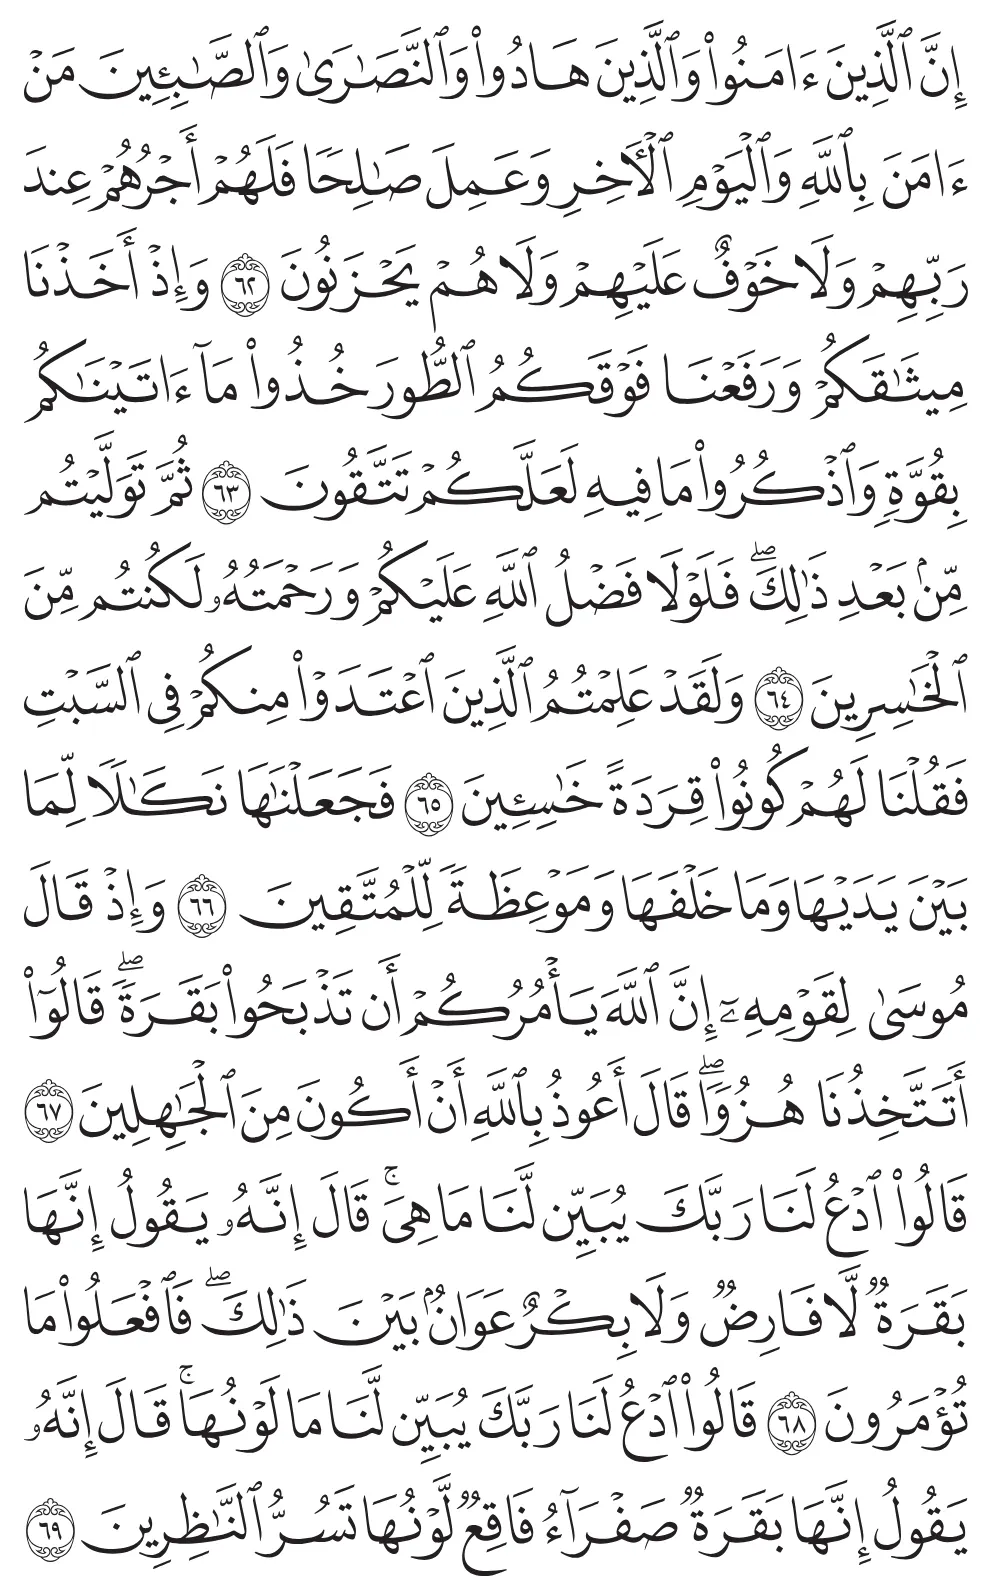 إِنَّ ٱلَّذِينَ ءَامَنُوا۟ وَٱلَّذِينَ هَادُوا۟ وَٱلنَّصَـٰرَىٰ وَٱلصَّـٰبِـِٔينَ مَنْ
ءَامَنَ بِٱللَّهِ وَٱلْيَوْمِ ٱلْـَٔاخِرِ وَعَمِلَ صَـٰلِحًا فَلَهُمْ أَجْرُهُمْ عِندَ
رَبِّهِمْ وَلَا خَوْفٌ عَلَيْهِمْ وَلَا هُمْ يَحْزَنُونَ ٦٢ وَإِذْ أَخَذْنَا
مِيثَـٰقَكُمْ وَرَفَعْنَا فَوْقَكُمُ ٱلطُّورَ خُذُوا۟ مَآ ءَاتَيْنَـٰكُم
بِقُوَّةٍ وَٱذْكُرُوا۟ مَا فِيهِ لَعَلَّكُمْ تَتَّقُونَ ٦٣ ثُمَّ تَوَلَّيْتُم
مِّنۢ بَعْدِ ذَٰلِكَ ۖ فَلَوْلَا فَضْلُ ٱللَّهِ عَلَيْكُمْ وَرَحْمَتُهُۥ لَكُنتُم مِّنَ
ٱلْخَـٰسِرِينَ ٦٤ وَلَقَدْ عَلِمْتُمُ ٱلَّذِينَ ٱعْتَدَوْا۟ مِنكُمْ فِى ٱلسَّبْتِ
فَقُلْنَا لَهُمْ كُونُوا۟ قِرَدَةً خَـٰسِـِٔينَ ٦٥ فَجَعَلْنَـٰهَا نَكَـٰلًا لِّمَا
بَيْنَ يَدَيْهَا وَمَا خَلْفَهَا وَمَوْعِظَةً لِّلْمُتَّقِينَ ٦٦ وَإِذْ قَالَ
مُوسَىٰ لِقَوْمِهِۦٓ إِنَّ ٱللَّهَ يَأْمُرُكُمْ أَن تَذْبَحُوا۟ بَقَرَةً ۖ قَالُوٓا۟
أَتَتَّخِذُنَا هُزُوًا ۖ قَالَ أَعُوذُ بِٱللَّهِ أَنْ أَكُونَ مِنَ ٱلْجَـٰهِلِينَ ٦٧
قَالُوا۟ ٱدْعُ لَنَا رَبَّكَ يُبَيِّن لَّنَا مَا هِىَ ۚ قَالَ إِنَّهُۥ يَقُولُ إِنَّهَا
بَقَرَةٌ لَّا فَارِضٌ وَلَا بِكْرٌ عَوَانٌۢ بَيْنَ ذَٰلِكَ ۖ فَٱفْعَلُوا۟ مَا
تُؤْمَرُونَ ٦٨ قَالُوا۟ ٱدْعُ لَنَا رَبَّكَ يُبَيِّن لَّنَا مَا لَوْنُهَا ۚ قَالَ إِنَّهُۥ
يَقُولُ إِنَّهَا بَقَرَةٌ صَفْرَآءُ فَاقِعٌ لَّوْنُهَا تَسُرُّ ٱلنَّـٰظِرِينَ ٦٩